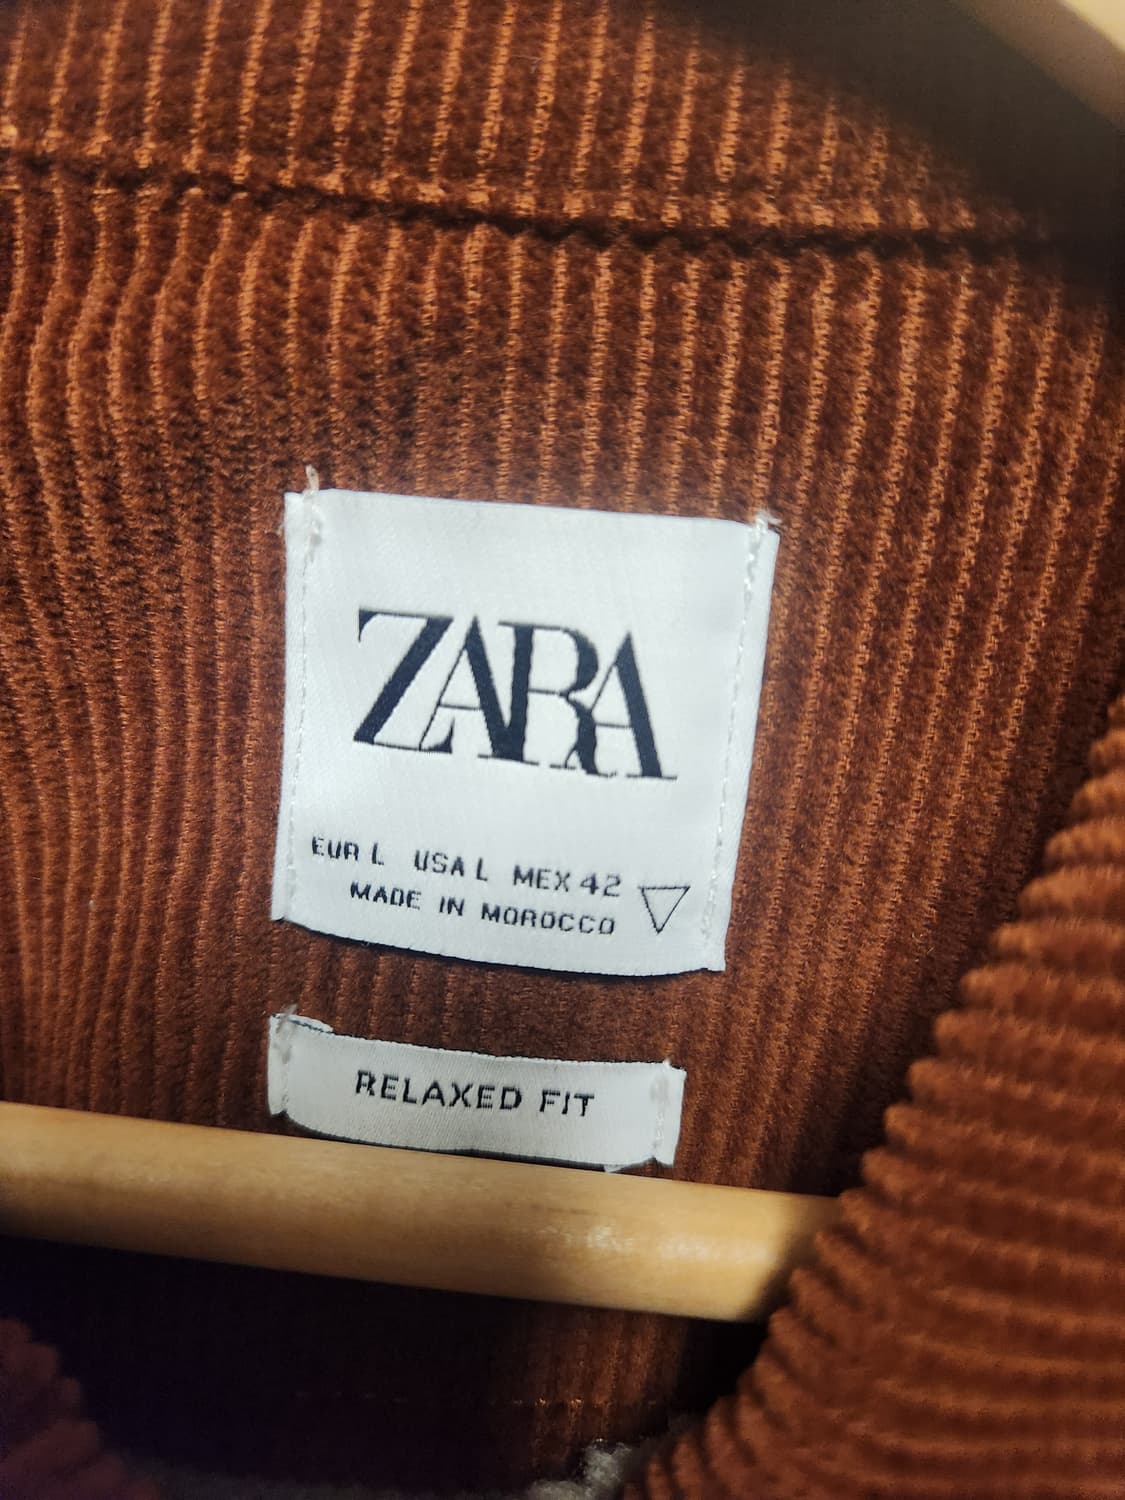 ZARA
EUR L USA L MEX 42
MADE IN MOROCCO
RELAXED FIT